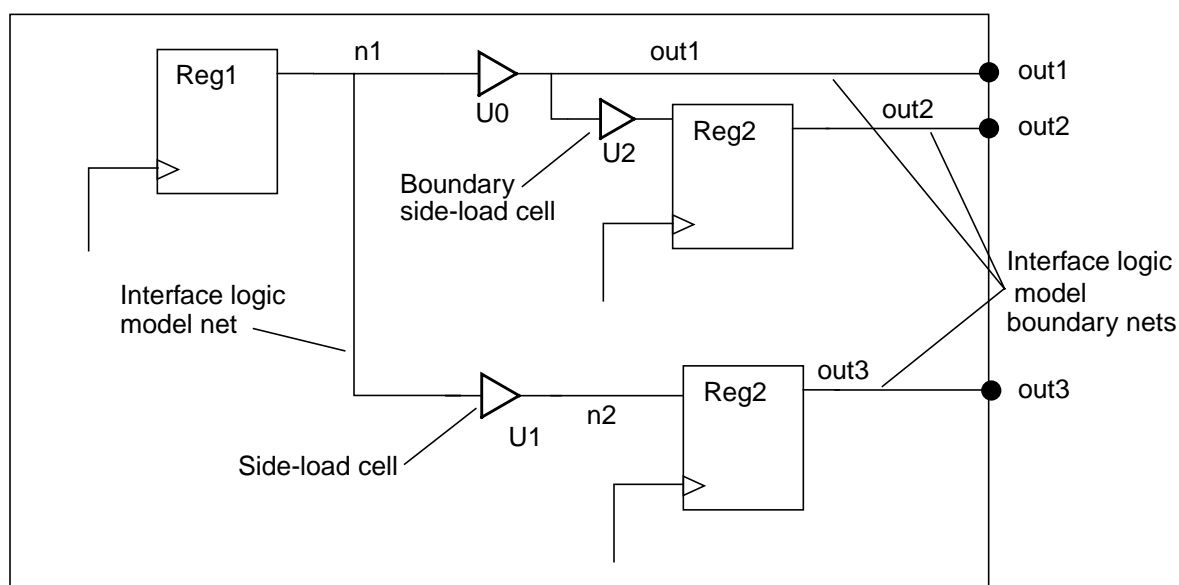 n1
out1
out1
Reg1
U0
out2
out2
Reg2
U2
Boundary
side-load cell
Interface logic
model net
Interface logic
model
boundary nets
out3
out3
Reg2
n2
U1
Side-load cell